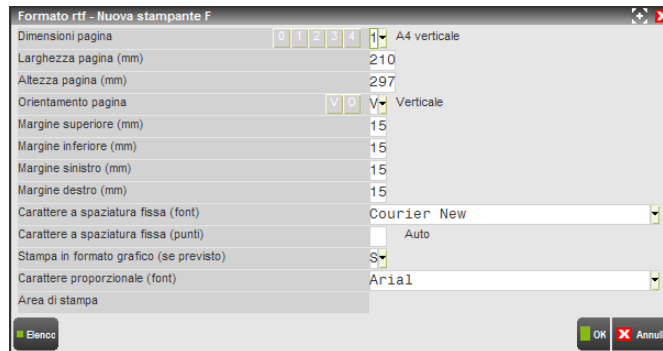 Formato rtf - Nuova stampante F
Dimensioni pagina 0 1 2 3 4 1 A4 verticale
Larghezza pagina (mm) 210
Altezza pagina (mm) 297
Orientamento pagina V O V Verticale
Margine superiore (mm) 15
Margine inferiore (mm) 15
Margine sinistro (mm) 15
Margine destro (mm) 15
Carattere a spaziatura fissa (font) Courier New
Carattere a spaziatura fissa (punti) Auto
Stampa in formato grafico (se previsto) S
Carattere proporzionale (font) Arial
Area di stampa
Elenco OK Annull